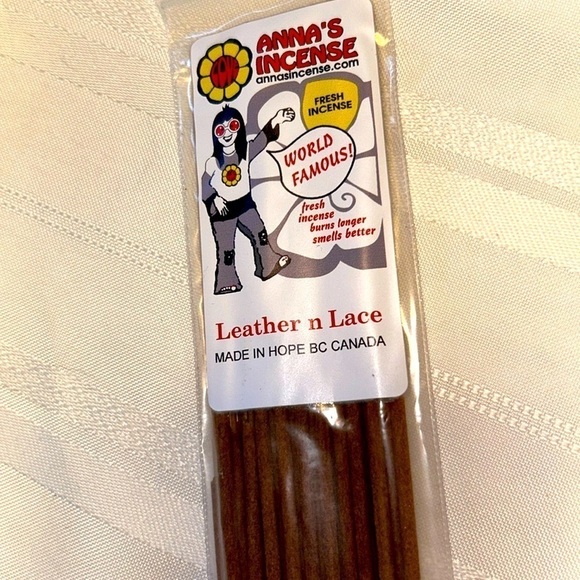 ANNA'S
INCENSE
annasincense.com
LOVE
FRESH
INCENSE
WORLD
FAMOUS!
fresh
incense
burns longer
smells better
Leather n Lace
MADE IN HOPE BC CANADA